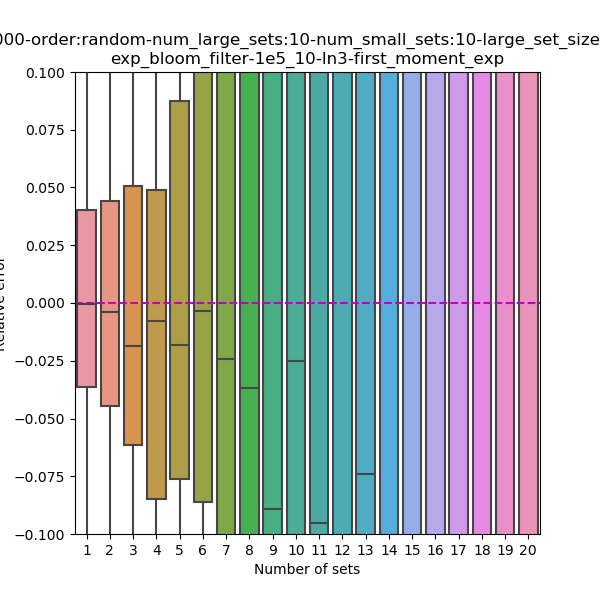 000-order:random-num_large_sets:10-num_small_sets:10-large_set_size
exp_bloom_filter-1e5_10-ln3-first_moment_exp
0.100
0.075
0.050
0.025
0.000
−0.025
−0.050
−0.075
−0.100
Relative error
1 2 3 4 5 6 7 8 9 10 11 12 13 14 15 16 17 18 19 20
Number of sets